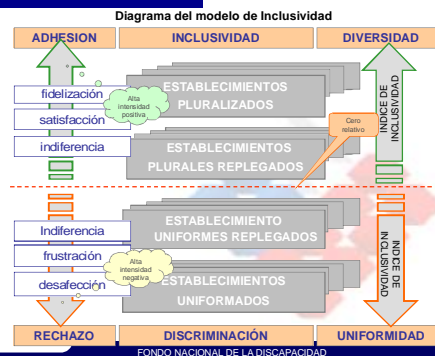 Diagrama del modelo de Inclusividad
ADHESION
INCLUSIVIDAD
DIVERSIDAD
fidelización
satisfacción
indiferencia
Alta
intensidad
positiva
ESTABLECIMIENTOS
PLURALIZADOS
ESTABLECIMIENTOS
PLURALES REPLEGADOS
Cero
relativo
INDICE DE
INCLUSIVIDAD
Indiferencia
frustración
desafección
Alta
intensidad
negativa
ESTABLECIMIENTO
UNIFORMES REPLEGADOS
ESTABLECIMIENTOS
UNIFORMADOS
INDICE DE
INCLUSIVIDAD
RECHAZO
DISCRIMINACIÓN
UNIFORMIDAD
FONDO NACIONAL DE LA DISCAPACIDAD